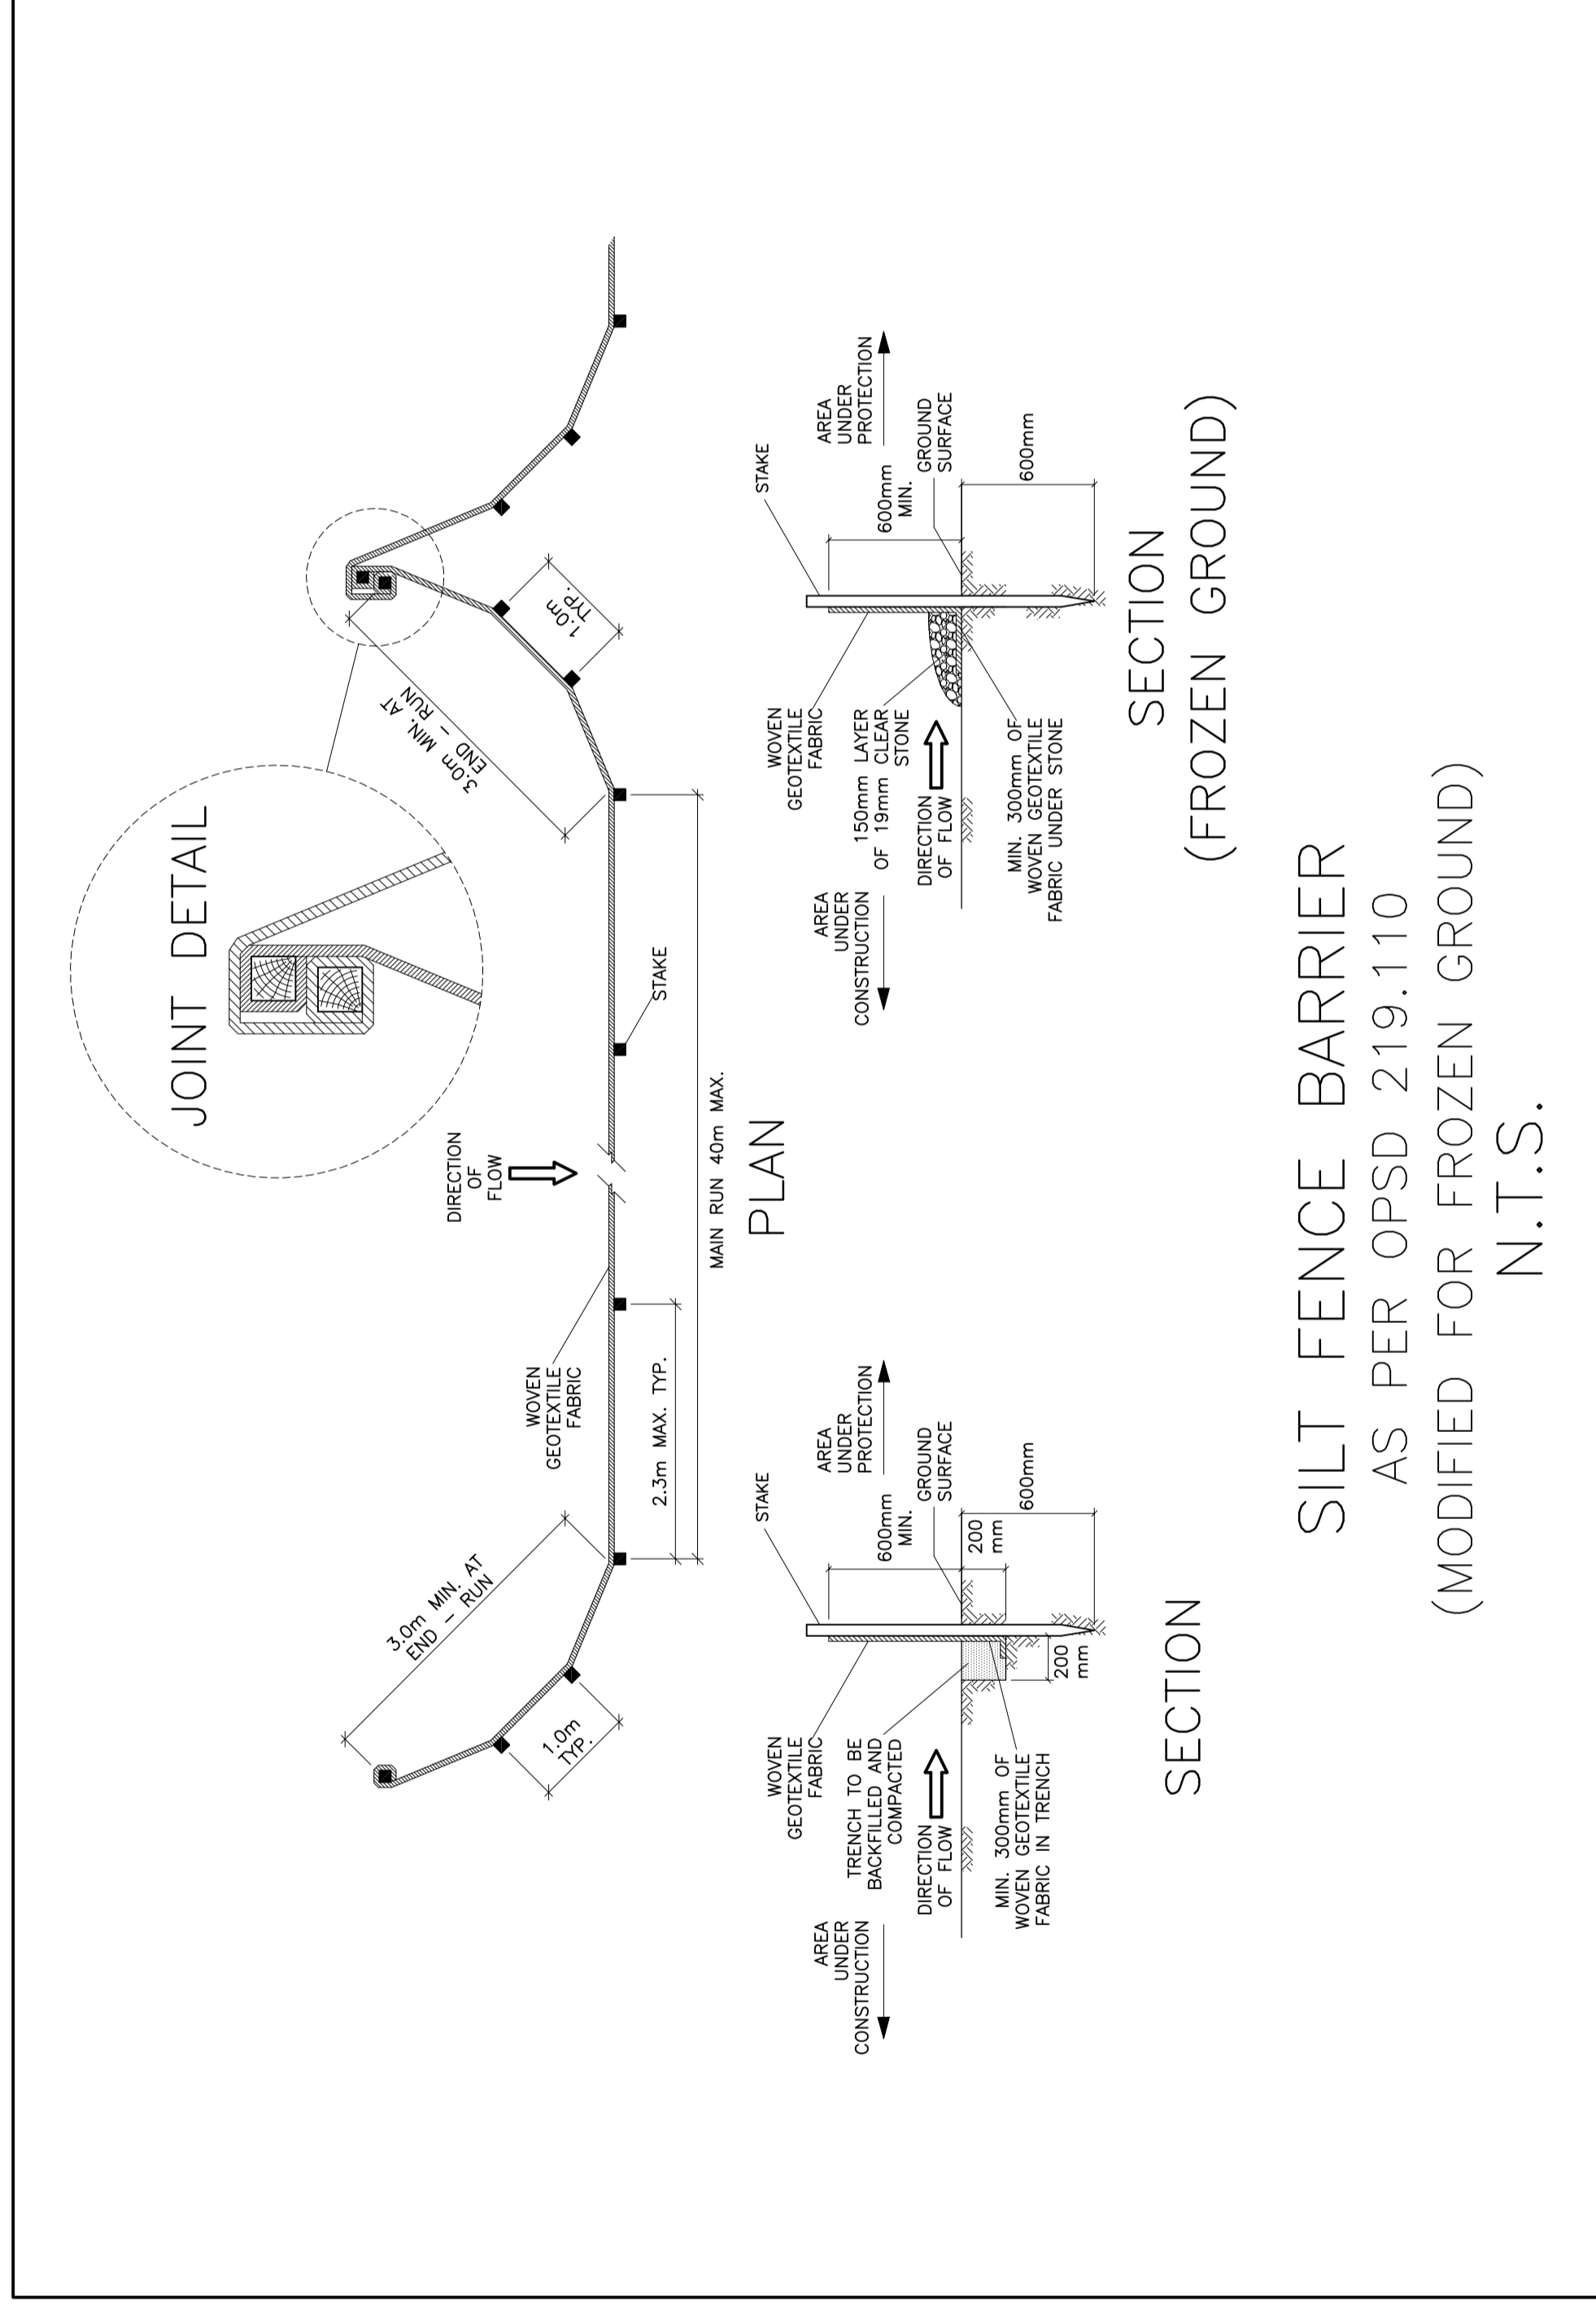 JOINT DETAIL
3.0m MIN. AT
END – RUN
1.0m
TYP.
WOVEN
GEOTEXTILE
FABRIC
DIRECTION
OF
FLOW
3.0m MIN. AT
END – RUN
1.0m
TYP.
STAKE
2.3m MAX. TYP.
MAIN RUN 40m MAX.
PLAN
STAKE
AREA
UNDER
CONSTRUCTION
WOVEN
GEOTEXTILE
FABRIC
TRENCH TO BE
BACKFILLED AND
COMPACTED
DIRECTION
OF FLOW
MIN. 300mm OF
WOVEN GEOTEXTILE
FABRIC IN TRENCH
200
mm
600mm
MIN.
200
mm
AREA
UNDER
PROTECTION
GROUND
SURFACE
600mm
SECTION
STAKE
AREA
UNDER
CONSTRUCTION
WOVEN
GEOTEXTILE
FABRIC
150mm LAYER
OF 19mm CLEAR
STONE
DIRECTION
OF FLOW
MIN. 300mm OF
WOVEN GEOTEXTILE
FABRIC UNDER STONE
600mm
MIN.
AREA
UNDER
PROTECTION
GROUND
SURFACE
600mm
SECTION
(FROZEN GROUND)
SILT FENCE BARRIER
AS PER OPSD 219.110
(MODIFIED FOR FROZEN GROUND)
N.T.S.